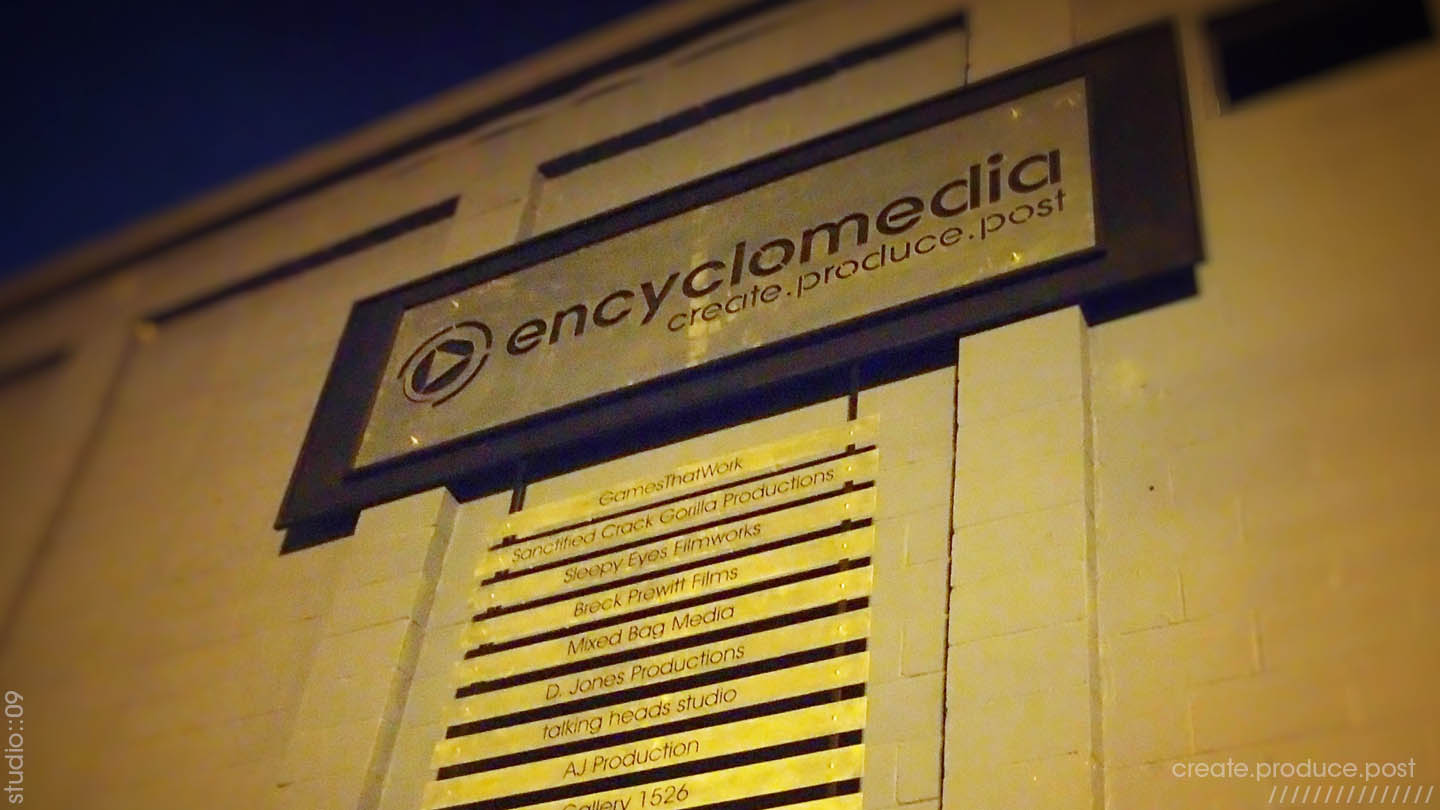 encyclomedia
create.produce.post
GamesThatWork
Sanctified Crack Gorilla Productions
Sleepy Eyes Filmworks
Breck Prewitt Films
Mixed Bag Media
D. Jones Productions
talking heads studio
AJ Production
Gallery 1526
studio::09
create.produce.post
///////////////